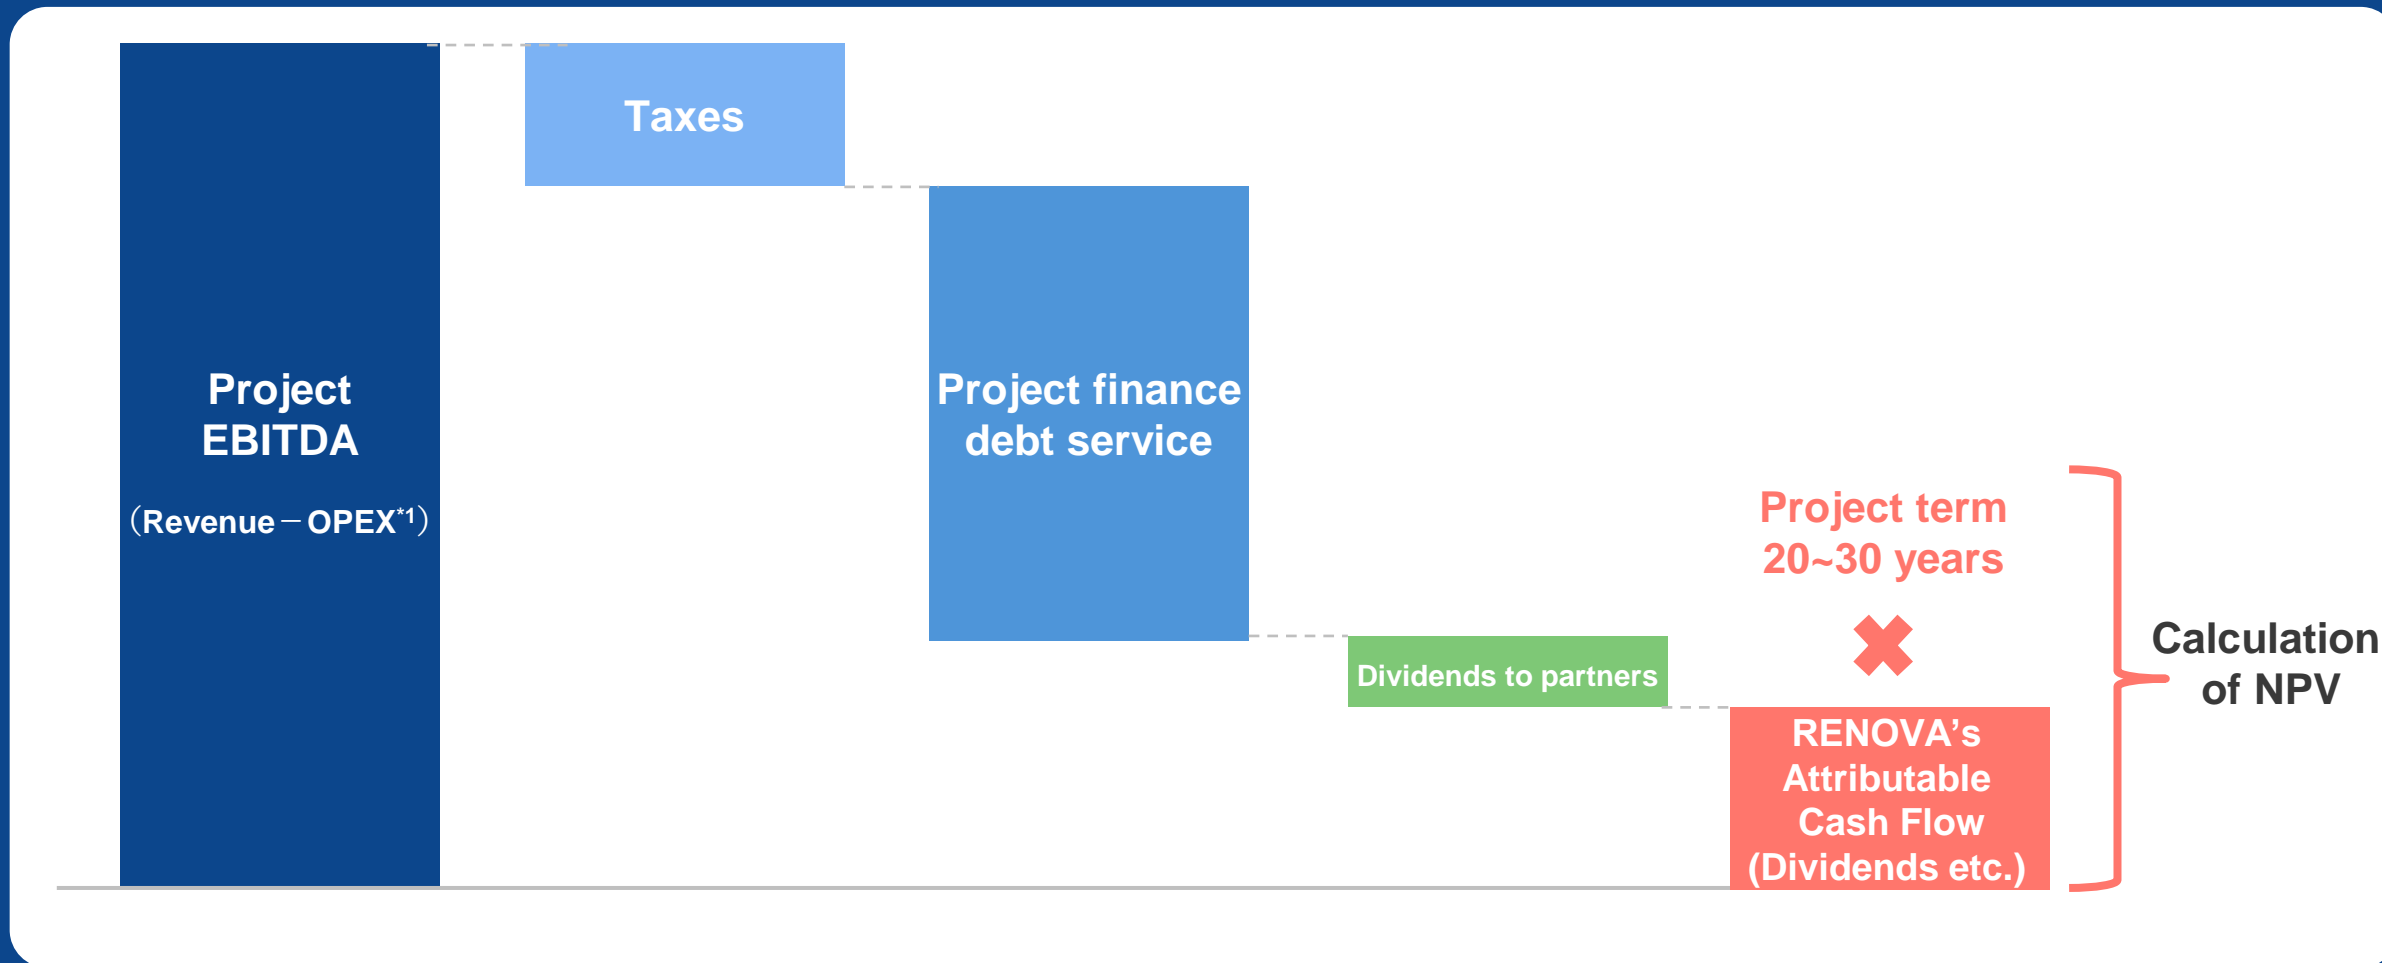 Project
EBITDA
（Revenue－OPEX*1）
Taxes
Project finance
debt service
Dividends to partners
Project term
20~30 years
RENOVA’s
Attributable
Cash Flow
(Dividends etc.)
Calculation
of NPV